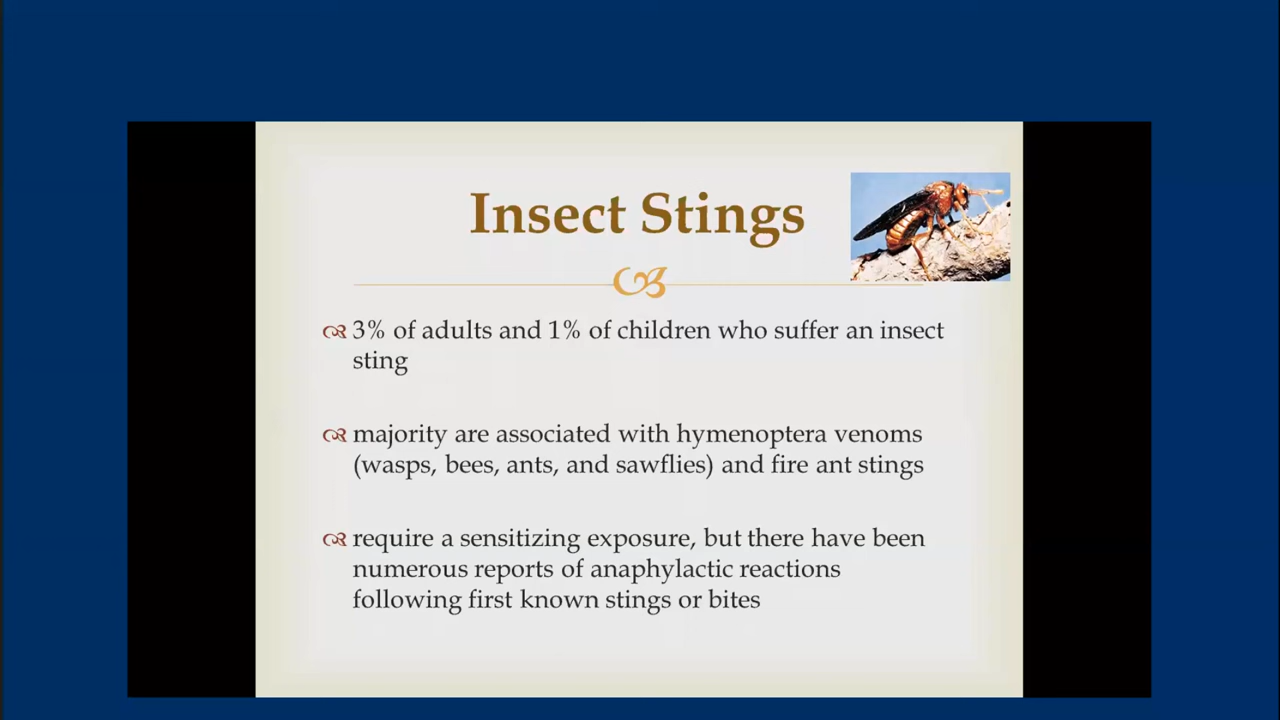 Insect Stings
3% of adults and 1% of children who suffer an insect
sting
majority are associated with hymenoptera venoms
(wasps, bees, ants, and sawflies) and fire ant stings
require a sensitizing exposure, but there have been
numerous reports of anaphylactic reactions
following first known stings or bites